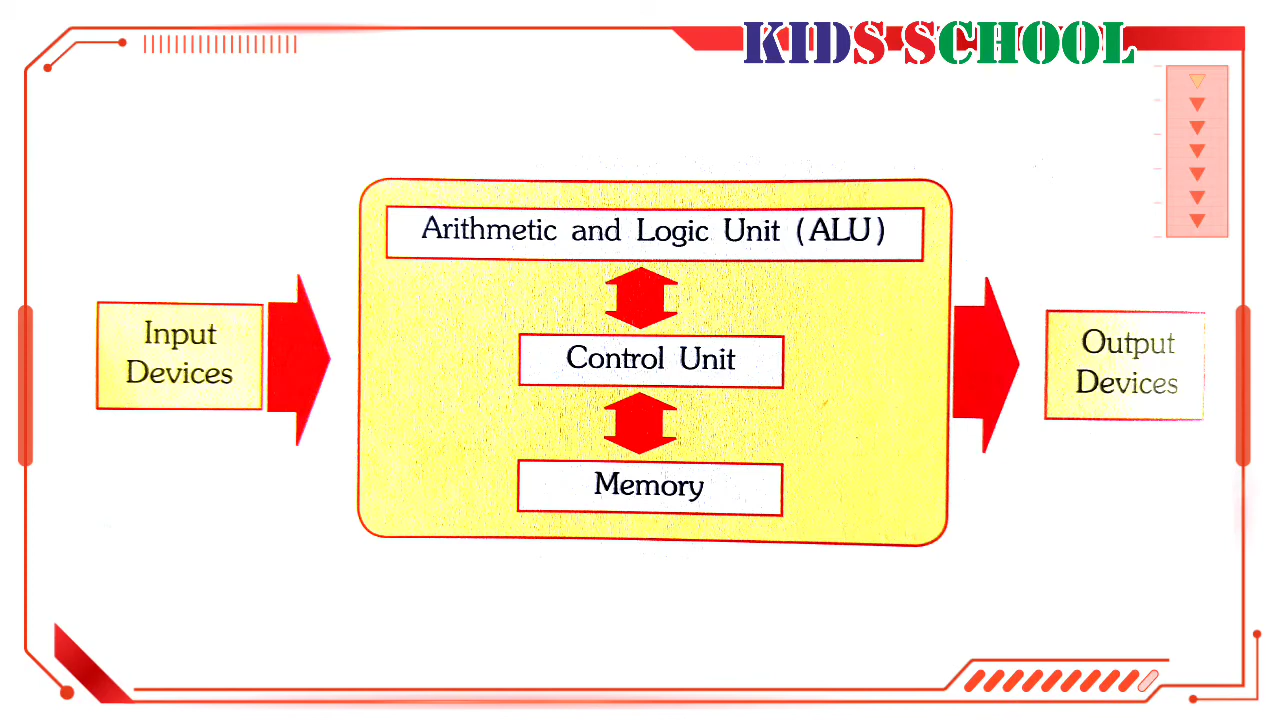 KIDS SCHOOL
Arithmetic and Logic Unit (ALU)
Input
Devices
Control Unit
Output
Devices
Memory